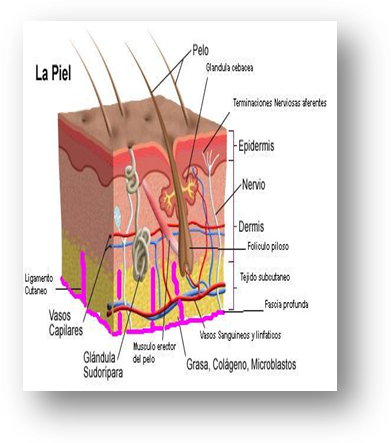 La Piel
Pelo
Glandula cebacea
Terminaciones Nerviosas aferentes
Epidermis
Nervio
Dermis
Foliculo piloso
Tejido subcutaneo
Fascia profunda
Ligamento
Cutaneo
Vasos
Capilares
Glándula
Sudorípara
Musculo erector
del pelo
Vasos Sanguineos y linfaticos
Grasa, Colágeno, Microblastos